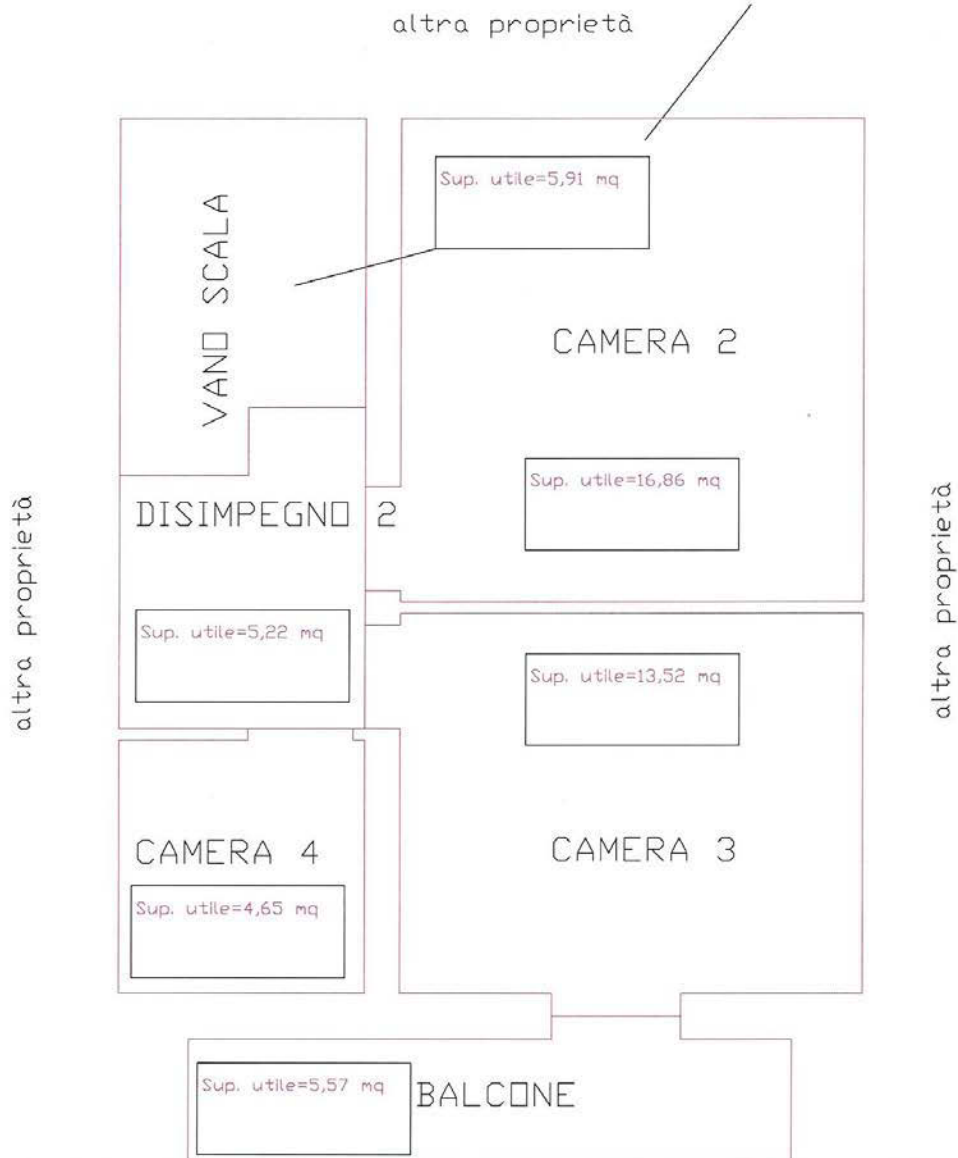 altra proprietà
Sup. utile=5,91 mq
VANO SCALA
CAMERA 2
Sup. utile=16,86 mq
DISIMPEGNO 2
altra proprietà
altra proprietà
Sup. utile=5,22 mq
Sup. utile=13,52 mq
CAMERA 4
CAMERA 3
Sup. utile=4,65 mq
Sup. utile=5,57 mq
BALCONE